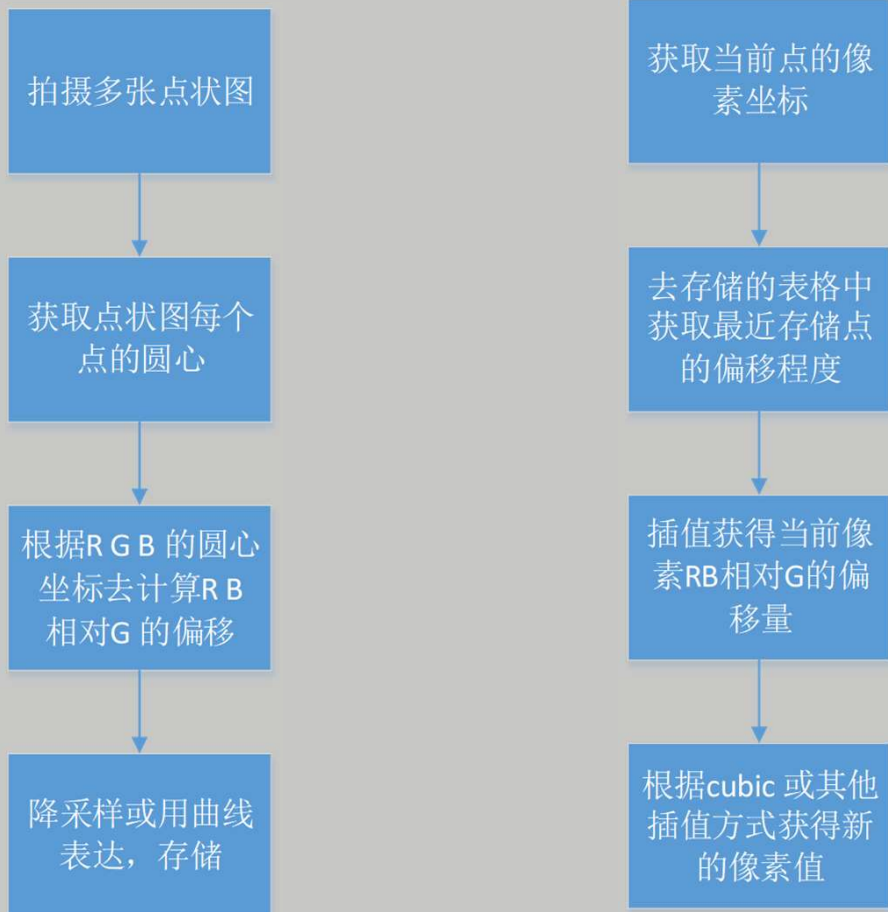 拍摄多张点状图
获取点状图每个
点的圆心
根据R G B 的圆心
坐标去计算R B
相对G 的偏移
降采样或用曲线
表达，存储
获取当前点的像
素坐标
去存储的表格中
获取最近存储点
的偏移程度
插值获得当前像
素RB相对G的偏
移量
根据cubic 或其他
插值方式获得新
的像素值